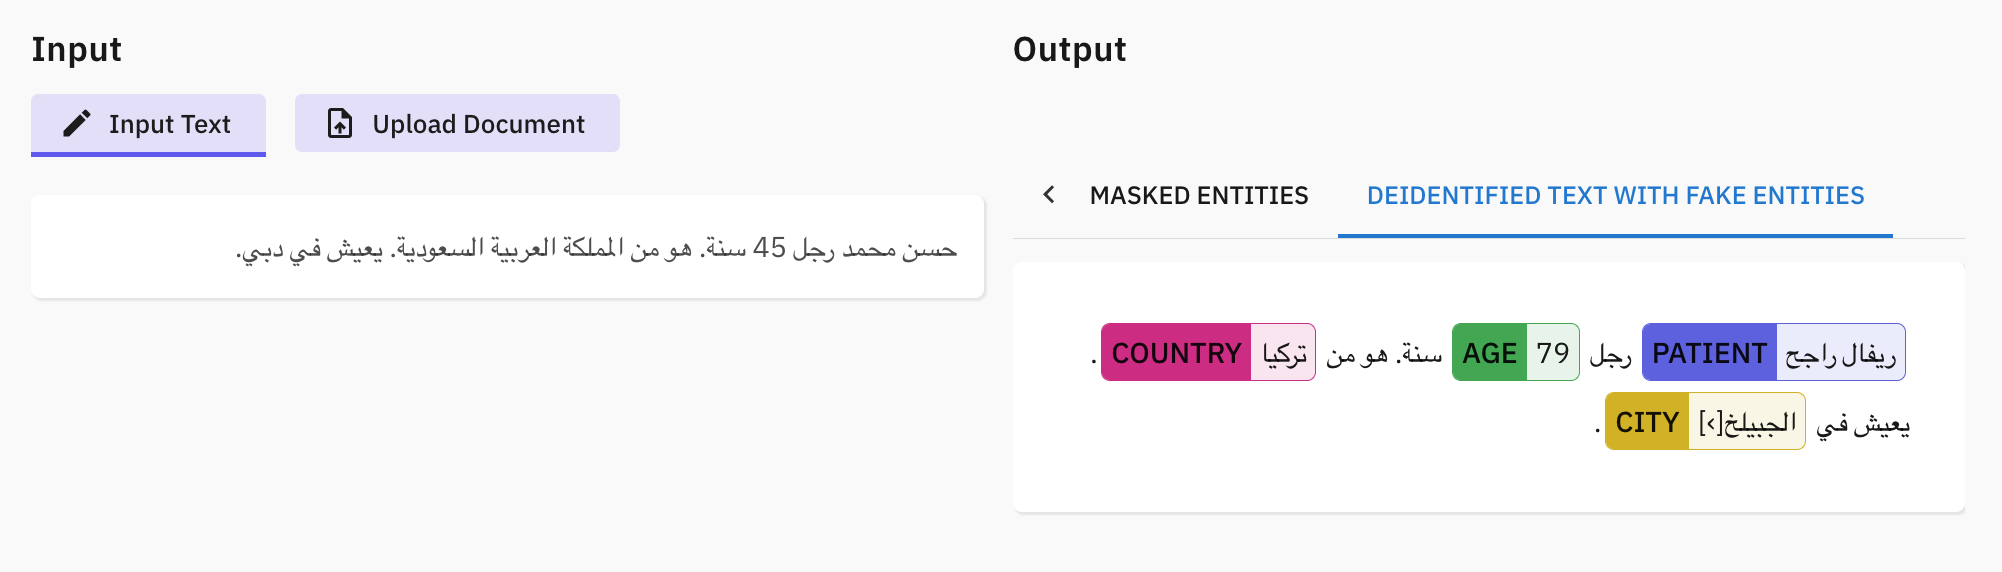 Input
Input Text
Upload Document
حسن محمد رجل 45 سنة. هو من المملكة العربية السعودية. يعيش في دبي.
Output
MASKED ENTITIES
DEIDENTIFIED TEXT WITH FAKE ENTITIES
ريفال راجح PATIENT رجل 79 AGE سنة. هو من تركيا COUNTRY .
يعيش في الجبيلخ[›] CITY .